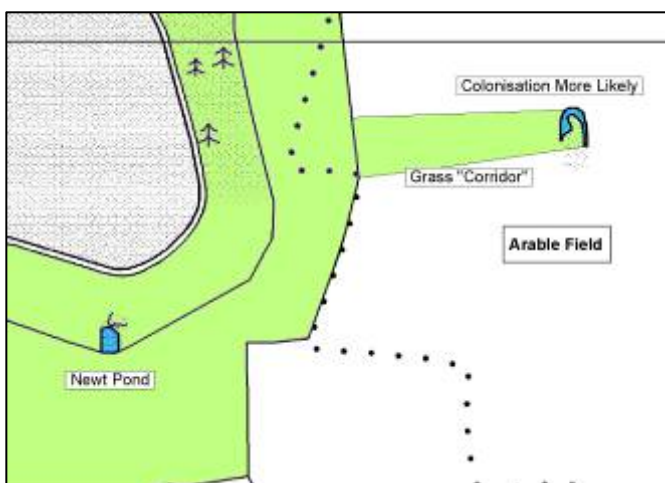 Colonisation More Likely
Grass "Corridor"
Arable Field
Newt Pond